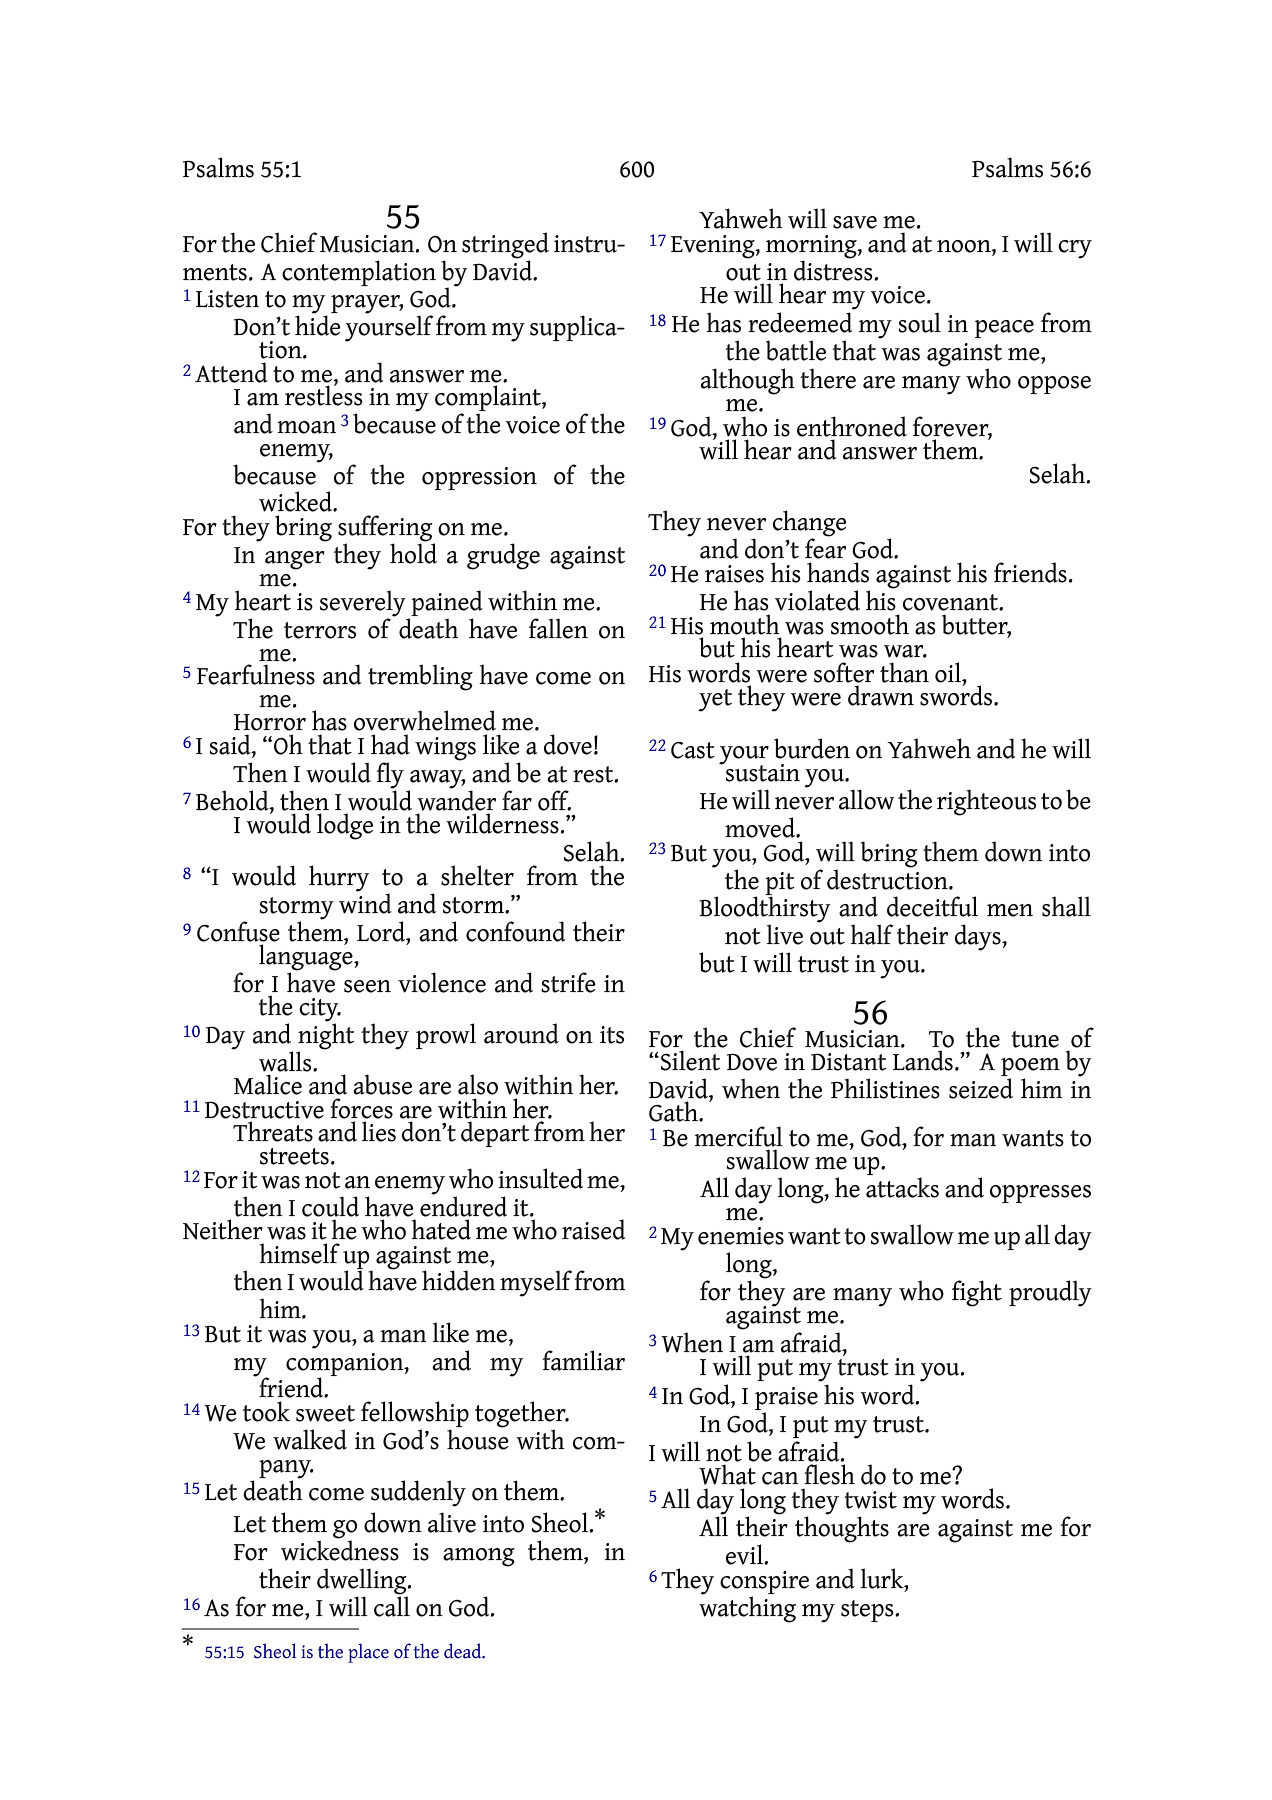 Psalms 55:1 600 Psalms 56:6
55
For the Chief Musician. On stringed instru-
ments. A contemplation by David.
1 Listen to my prayer, God.
Don’t hide yourself from my supplica-
tion.
2 Attend to me, and answer me.
I am restless in my complaint,
and moan 3 because of the voice of the
enemy,
because of the oppression of the
wicked.
For they bring suffering on me.
In anger they hold a grudge against
me.
4 My heart is severely pained within me.
The terrors of death have fallen on
me.
5 Fearfulness and trembling have come on
me.
Horror has overwhelmed me.
6 I said, “Oh that I had wings like a dove!
Then I would fly away, and be at rest.
7 Behold, then I would wander far off.
I would lodge in the wilderness.”
Selah.
8 “I would hurry to a shelter from the
stormy wind and storm.”
9 Confuse them, Lord, and confound their
language,
for I have seen violence and strife in
the city.
10 Day and night they prowl around on its
walls.
Malice and abuse are also within her.
11 Destructive forces are within her.
Threats and lies don’t depart from her
streets.
12 For it was not an enemy who insulted me,
then I could have endured it.
Neither was it he who hated me who raised
himself up against me,
then I would have hidden myself from
him.
13 But it was you, a man like me,
my companion, and my familiar
friend.
14 We took sweet fellowship together.
We walked in God’s house with com-
pany.
15 Let death come suddenly on them.
Let them go down alive into Sheol.*
For wickedness is among them, in
their dwelling.
16 As for me, I will call on God.
Yahweh will save me.
17 Evening, morning, and at noon, I will cry
out in distress.
He will hear my voice.
18 He has redeemed my soul in peace from
the battle that was against me,
although there are many who oppose
me.
19 God, who is enthroned forever,
will hear and answer them.
Selah.
They never change
and don’t fear God.
20 He raises his hands against his friends.
He has violated his covenant.
21 His mouth was smooth as butter,
but his heart was war.
His words were softer than oil,
yet they were drawn swords.
22 Cast your burden on Yahweh and he will
sustain you.
He will never allow the righteous to be
moved.
23 But you, God, will bring them down into
the pit of destruction.
Bloodthirsty and deceitful men shall
not live out half their days,
but I will trust in you.
56
For the Chief Musician. To the tune of
“Silent Dove in Distant Lands.” A poem by
David, when the Philistines seized him in
Gath.
1 Be merciful to me, God, for man wants to
swallow me up.
All day long, he attacks and oppresses
me.
2 My enemies want to swallow me up all day
long,
for they are many who fight proudly
against me.
3 When I am afraid,
I will put my trust in you.
4 In God, I praise his word.
In God, I put my trust.
I will not be afraid.
What can flesh do to me?
5 All day long they twist my words.
All their thoughts are against me for
evil.
6 They conspire and lurk,
watching my steps.
* 55:15 Sheol is the place of the dead.